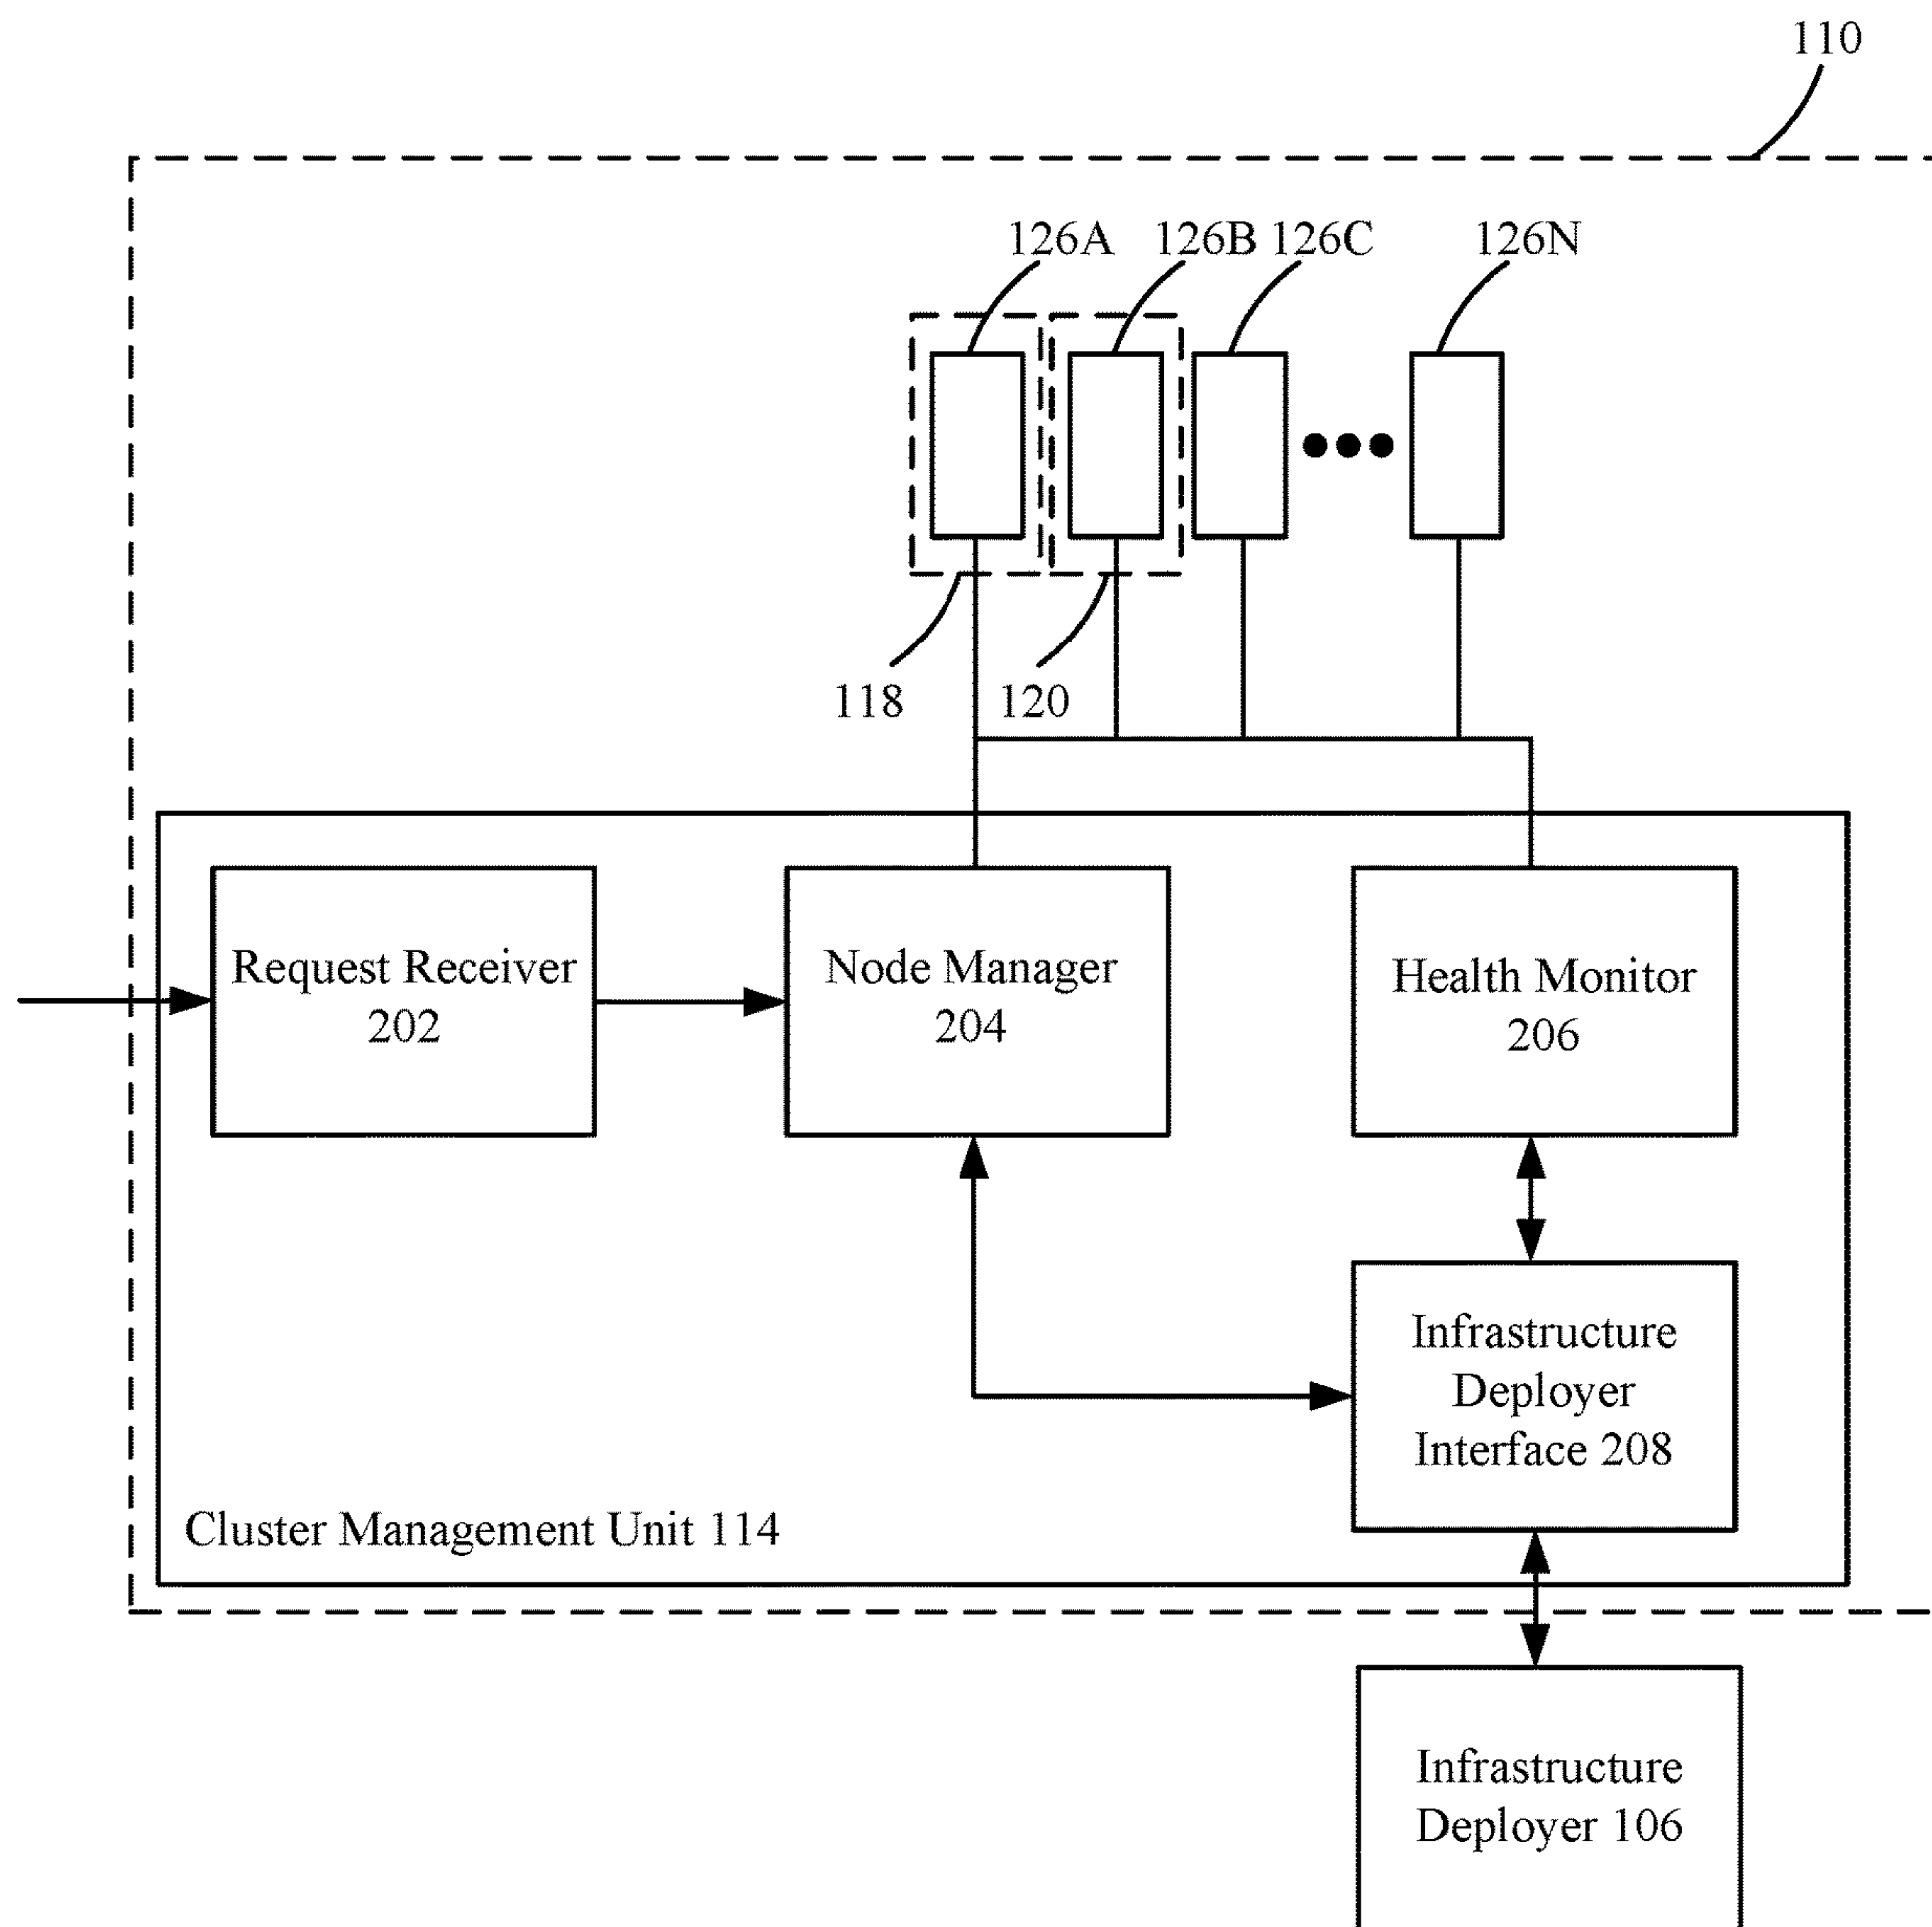 110
126A 126B 126C 126N
118 120
Request Receiver
202
Node Manager
204
Health Monitor
206
Infrastructure
Deployer
Interface 208
Cluster Management Unit 114
Infrastructure
Deployer 106